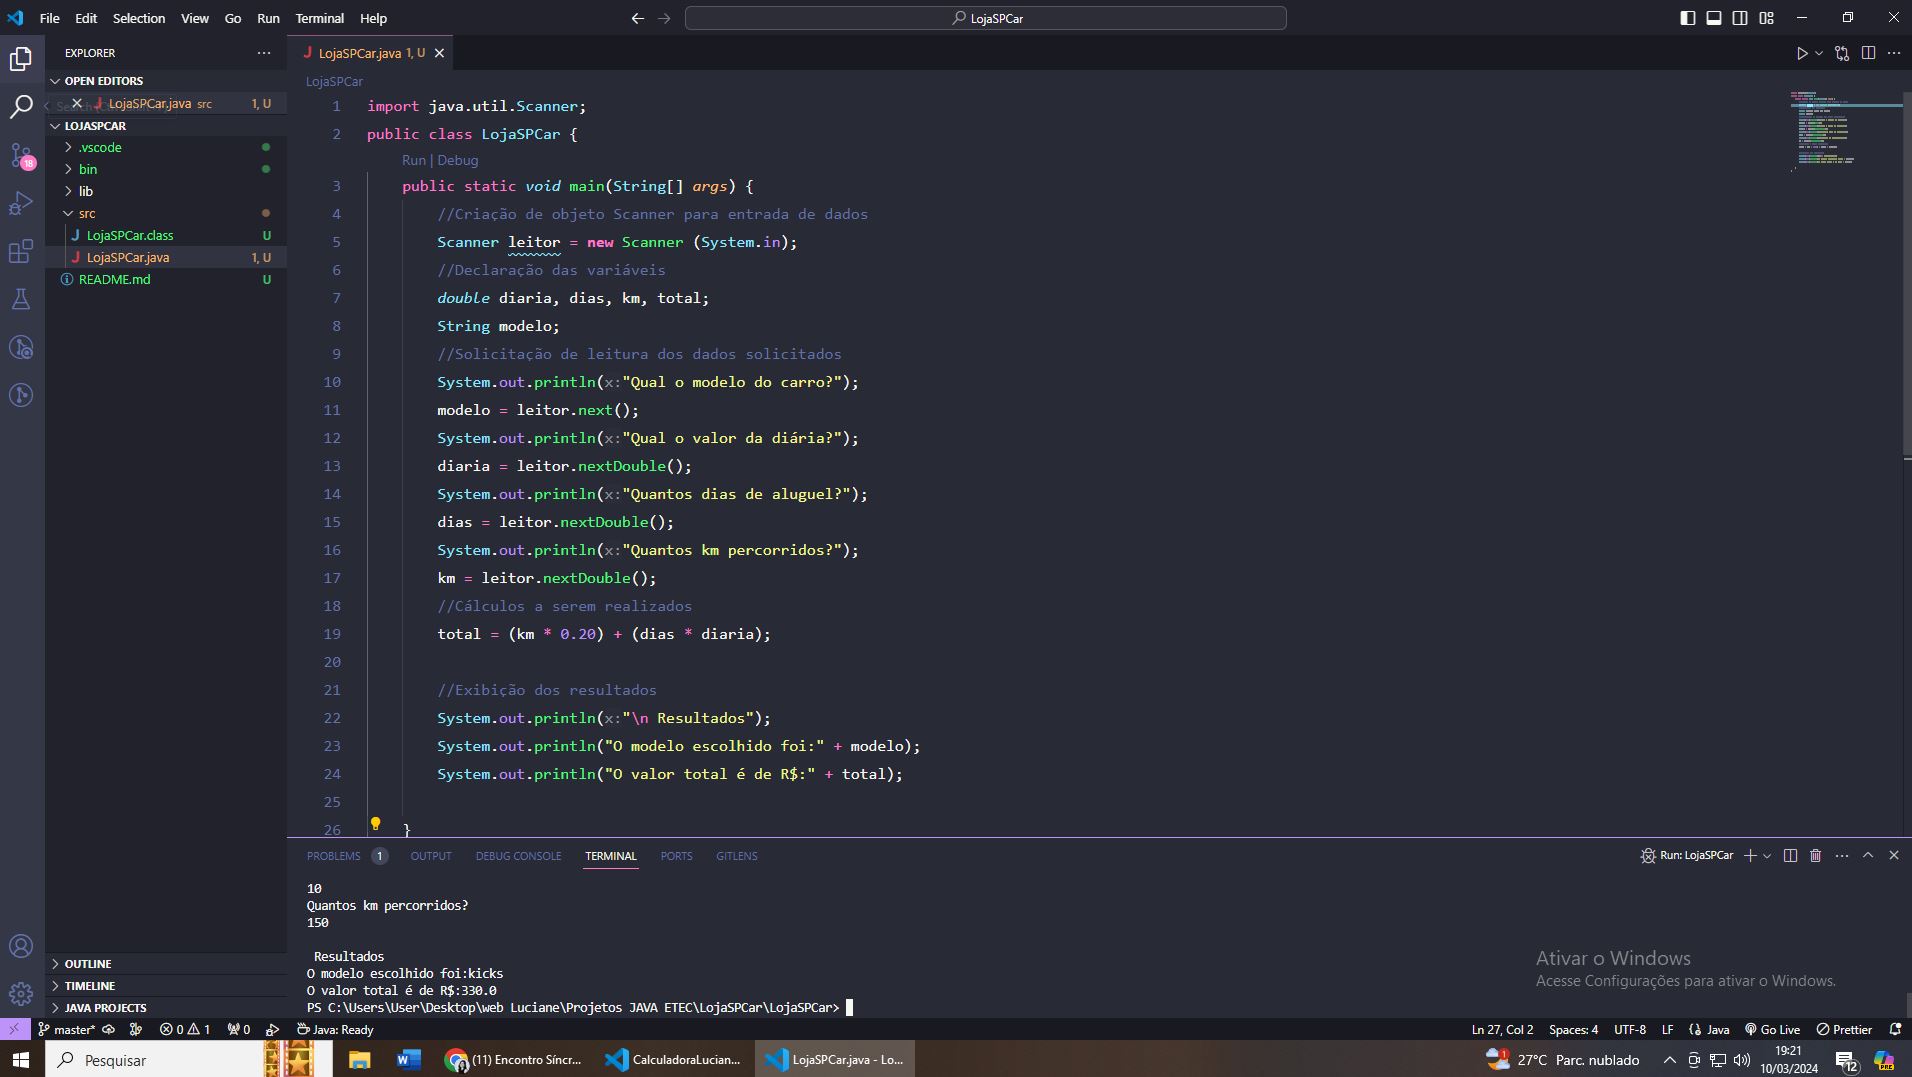 File Edit Selection View Go Run Terminal Help
LojaSPCar
EXPLORER
OPEN EDITORS
LojaSPCar.java src 1, U
LOJASPCAR
.vscode
bin
lib
src
LojaSPCar.class U
LojaSPCar.java 1, U
README.md U
OUTLINE
TIMELINE
JAVA PROJECTS
18
LojaSPCar.java 1, U
LojaSPCar
1 import java.util.Scanner;
2 public class LojaSPCar {
Run | Debug
3 public static void main(String[] args) {
4 //Criação de objeto Scanner para entrada de dados
5 Scanner leitor = new Scanner (System.in);
6 //Declaração das variáveis
7 double diaria, dias, km, total;
8 String modelo;
9 //Solicitação de leitura dos dados solicitados
10 System.out.println(x:"Qual o modelo do carro?");
11 modelo = leitor.next();
12 System.out.println(x:"Qual o valor da diária?");
13 diaria = leitor.nextDouble();
14 System.out.println(x:"Quantos dias de aluguel?");
15 dias = leitor.nextDouble();
16 System.out.println(x:"Quantos km percorridos?");
17 km = leitor.nextDouble();
18 //Cálculos a serem realizados
19 total = (km * 0.20) + (dias * diaria);
20
21 //Exibição dos resultados
22 System.out.println(x:"\n Resultados");
23 System.out.println("O modelo escolhido foi:" + modelo);
24 System.out.println("O valor total é de R$:" + total);
25
26 }
PROBLEMS 1 OUTPUT DEBUG CONSOLE TERMINAL PORTS GITLENS
Run: LojaSPCar
10
Quantos km percorridos?
150
Resultados
O modelo escolhido foi:kicks
O valor total é de R$:330.0
PS C:\Users\User\Desktop\web Luciane\Projetos JAVA ETEC\LojaSPCar\LojaSPCar>
Ativar o Windows
Acesse Configurações para ativar o Windows.
master* 0 1 0 Java: Ready
Ln 27, Col 2 Spaces: 4 UTF-8 LF Java Go Live Prettier
Pesquisar
(11) Encontro Síncr...
CalculadoraLucian...
LojaSPCar.java - Lo...
1 27°C Parc. nublado
19:21
10/03/2024
12
PRE